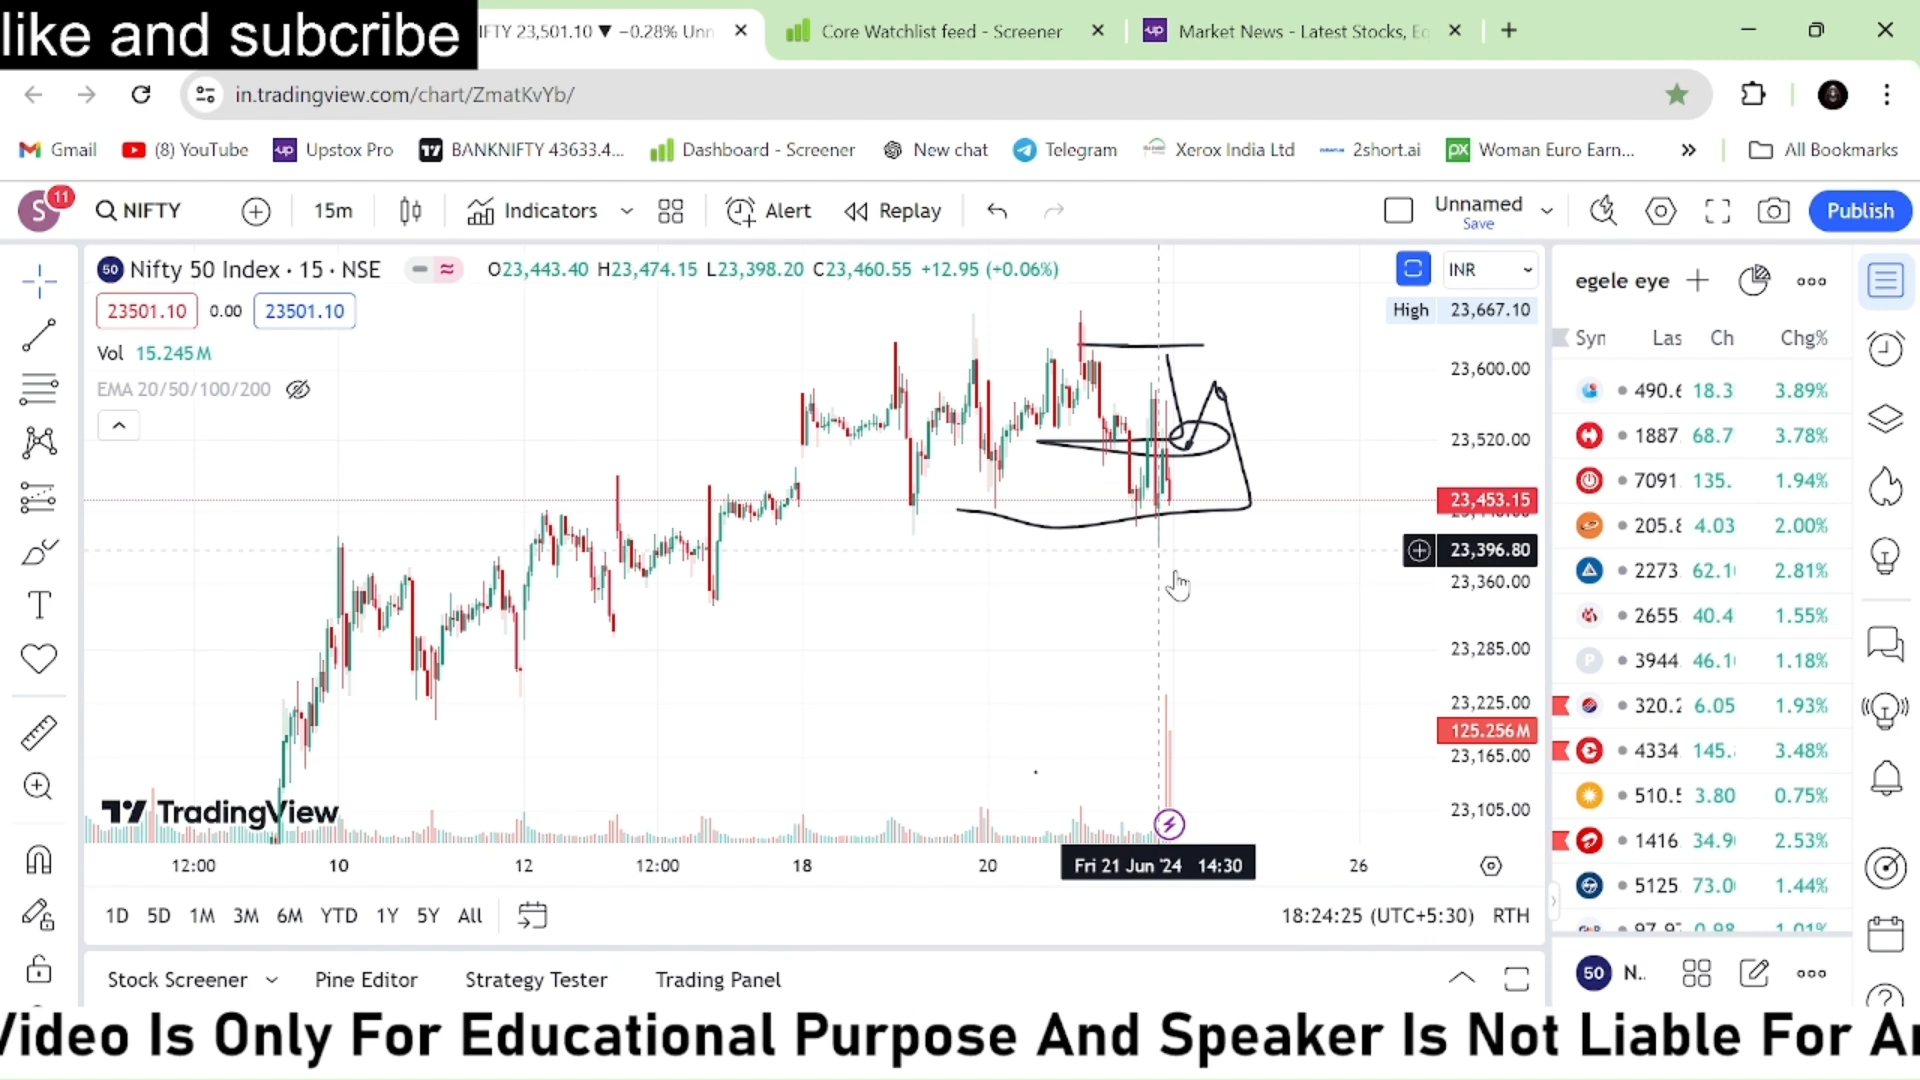 like and subcribe
IFTY 23,501.10 ▼ −0.28% Unn
Core Watchlist feed - Screener
Market News - Latest Stocks, Ec
in.tradingview.com/chart/ZmatKvYb/
Gmail
(8) YouTube
Upstox Pro
BANKNIFTY 43633.4...
Dashboard - Screener
New chat
Telegram
Xerox India Ltd
2short.ai
Woman Euro Earn...
All Bookmarks
S 11
NIFTY
15m
Indicators
Alert
Replay
Unnamed
Save
Publish
50 Nifty 50 Index · 15 · NSE
O23,443.40 H23,474.15 L23,398.20 C23,460.55 +12.95 (+0.06%)
INR
23501.10 0.00 23501.10
High 23,667.10
Vol 15.245M
EMA 20/50/100/200
23,600.00
23,520.00
23,453.15
23,396.80
23,360.00
23,285.00
23,225.00
125.256M
23,165.00
23,105.00
TradingView
12:00 10 12 12:00 18 20 Fri 21 Jun '24 14:30 26
1D 5D 1M 3M 6M YTD 1Y 5Y All
18:24:25 (UTC+5:30) RTH
Stock Screener
Pine Editor
Strategy Tester
Trading Panel
egele eye
Syn Las Ch Chg%
490.6 18.3 3.89%
1887. 68.7 3.78%
7091. 135. 1.94%
205.8 4.03 2.00%
2273. 62.1 2.81%
2655. 40.4 1.55%
P 3944. 46.1 1.18%
320.2 6.05 1.93%
4334. 145. 3.48%
510.5 3.80 0.75%
1416. 34.9 2.53%
5125. 73.0 1.44%
50 N..
Video Is Only For Educational Purpose And Speaker Is Not Liable For Ar